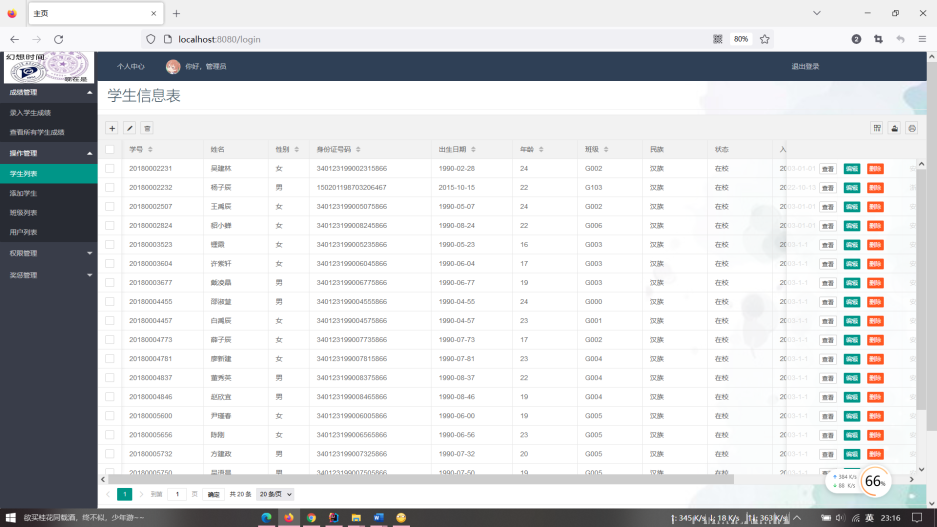 主页
localhost:8080/login
80%
2
幻想时间
现在是
个人中心
你好，管理员
退出登录
成绩管理
录入学生成绩
查看所有学生成绩
操作管理
学生列表
添加学生
班级列表
用户列表
权限管理
奖惩管理
学生信息表
学号 姓名 性别 身份证号码 出生日期 年龄 班级 民族 状态 入
20180002231 吴建林 女 340123199002315866 1990-02-28 24 G002 汉族 在校 查看 编辑 删除
20180002232 杨子辰 男 150201198703206467 2015-10-15 22 G103 汉族 在校 查看 编辑 删除
20180002507 王禹辰 女 340123199005075866 1990-05-07 24 G002 汉族 在校 查看 编辑 删除
20180002824 貂小蝉 女 340123199008245866 1990-08-24 22 G006 汉族 在校 查看 编辑 删除
20180003523 女 340123199005235866 1990-05-23 16 G003 汉族 在校 查看 编辑 删除
20180003604 许紫轩 女 340123199006045866 1990-06-04 17 G003 汉族 在校 查看 编辑 删除
20180003677 甄凌晶 男 340123199006775866 1990-06-77 19 G003 汉族 在校 查看 编辑 删除
20180004455 邵淑慧 男 340123199004555866 1990-04-55 24 G000 汉族 在校 查看 编辑 删除
20180004457 白禹辰 女 340123199004575866 1990-04-57 23 G001 汉族 在校 查看 编辑 删除
20180004773 薛子辰 女 340123199007735866 1990-07-73 17 G002 汉族 在校 查看 编辑 删除
20180004781 廖新建 女 340123199007815866 1990-07-81 23 G004 汉族 在校 查看 编辑 删除
20180004837 董秀英 男 340123199008375866 1990-08-37 22 G004 汉族 在校 查看 编辑 删除
20180004846 赵欣宜 男 340123199008465866 1990-08-46 19 G004 汉族 在校 查看 编辑 删除
20180005600 尹瑾春 女 340123199006005866 1990-06-00 19 G005 汉族 在校 查看 编辑 删除
20180005656 陈刚 女 340123199006565866 1990-06-56 23 G005 汉族 在校 查看 编辑 删除
20180005732 方建政 男 340123199007325866 1990-07-32 20 G005 汉族 在校 查看 编辑 删除
20180005750 男 340123199007505866 1990-07-50 19 G005 汉族 在校
1 到第 1 页 确定 共 20 条 20 条/页
384 K/s
88 K/s
66%
欲买桂花同载酒，终不似，少年游~~
↑: 345 K/s ↓: 18 K/s ↑: 363 K/s
英
23:16